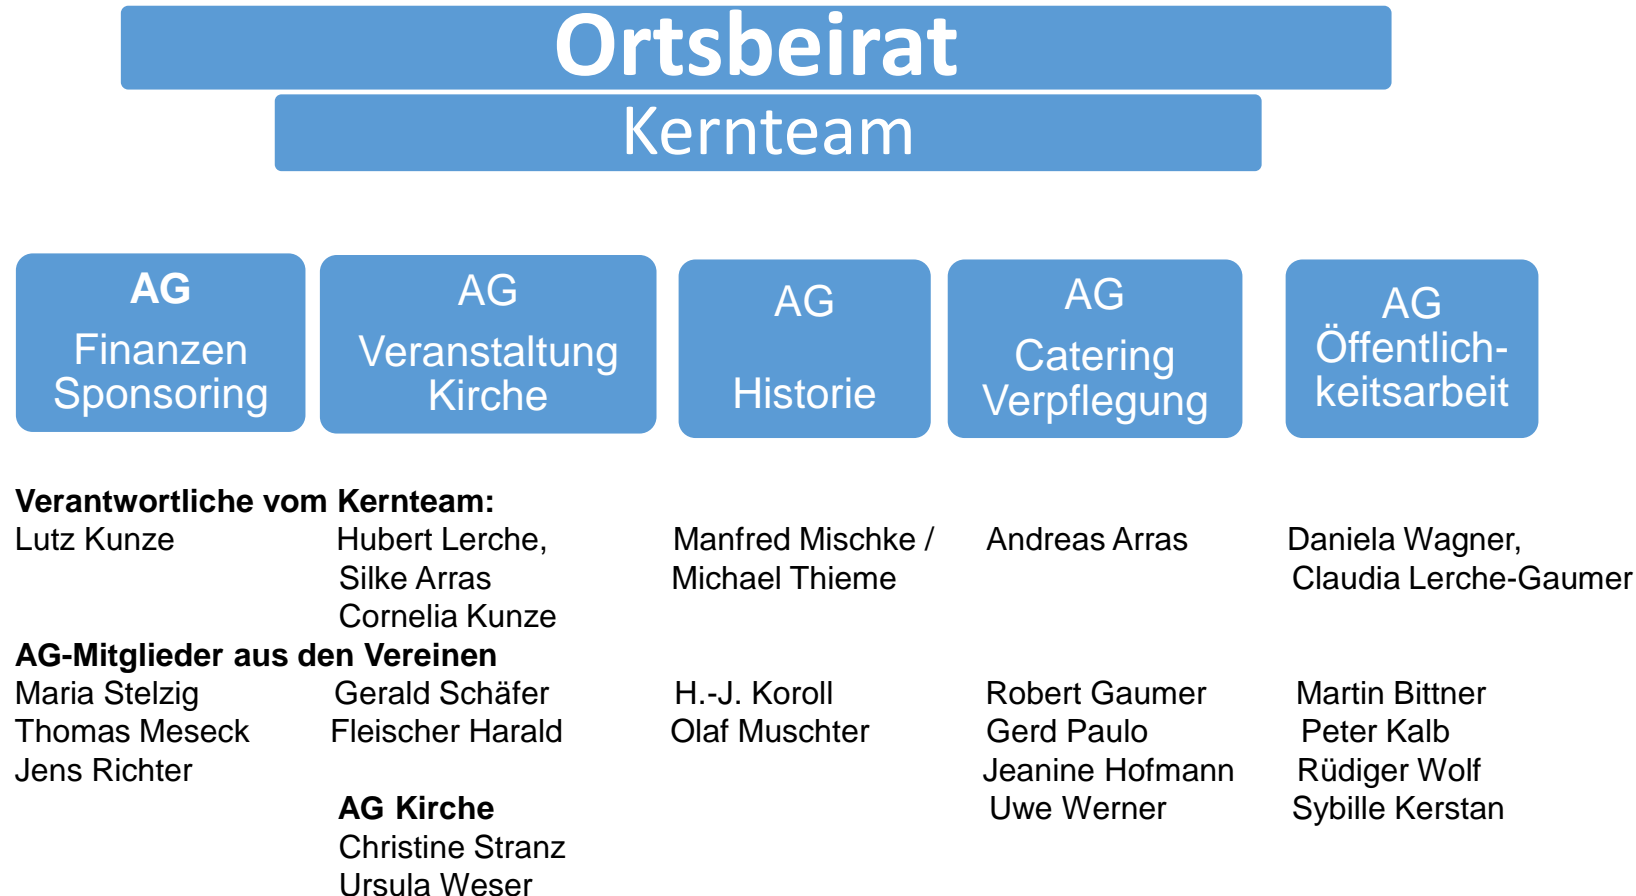 Ortsbeirat
Kernteam
AG
Finanzen
Sponsoring
AG
Veranstaltung
Kirche
AG
Historie
AG
Catering
Verpflegung
AG
Öffentlich-
keitsarbeit
Verantwortliche vom Kernteam:
Lutz Kunze Hubert Lerche, Manfred Mischke / Andreas Arras Daniela Wagner,
Silke Arras Michael Thieme Claudia Lerche-Gaumer
Cornelia Kunze
AG-Mitglieder aus den Vereinen
Maria Stelzig Gerald Schäfer H.-J. Koroll Robert Gaumer Martin Bittner
Thomas Meseck Fleischer Harald Olaf Muschter Gerd Paulo Peter Kalb
Jens Richter Jeanine Hofmann Rüdiger Wolf
AG Kirche Uwe Werner Sybille Kerstan
Christine Stranz
Ursula Weser